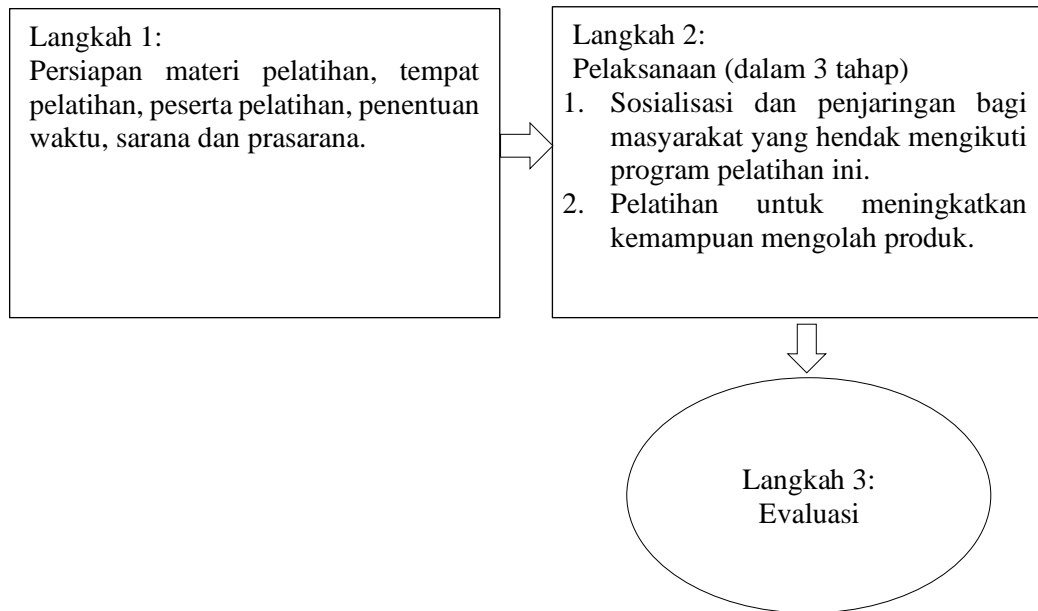 Langkah 1:
Persiapan materi pelatihan, tempat
pelatihan, peserta pelatihan, penentuan
waktu, sarana dan prasarana.
Langkah 2:
Pelaksanaan (dalam 3 tahap)
1. Sosialisasi dan penjaringan bagi
masyarakat yang hendak mengikuti
program pelatihan ini.
2. Pelatihan untuk meningkatkan
kemampuan mengolah produk.
Langkah 3:
Evaluasi